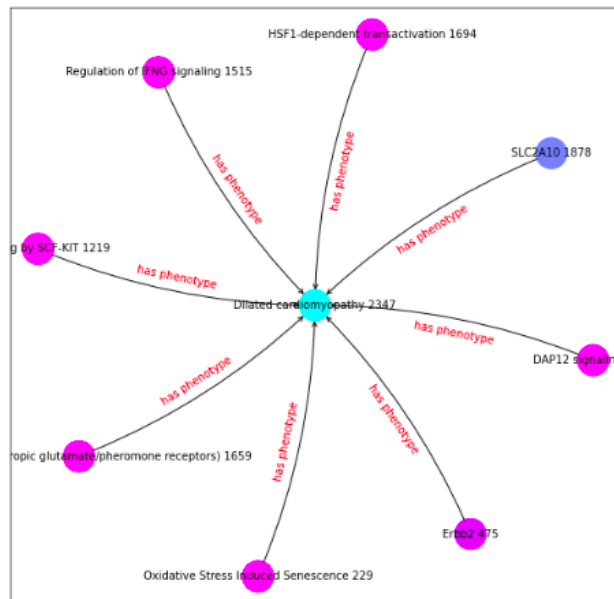 HSF1-dependent transactivation 1694
Regulation of IFNG signaling 1515
SLC2A10 1878
has phenotype
has phenotype
has phenotype
g by SCF-KIT 1219
has phenotype
Dilated cardiomyopathy 2347
has phenotype
DAP12 signalin
has phenotype
has phenotype
ropic glutamate/pheromone receptors) 1659
has phenotype
Erbb2 475
Oxidative Stress Induced Senescence 229